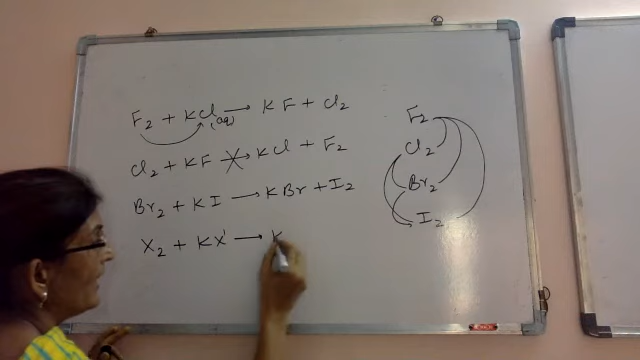 F₂ + KCl → KF + Cl₂
(aq)
Cl₂ + KF ↛ KCl + F₂
Br₂ + KI → KBr + I₂
X₂ + KX' → K
F₂
Cl₂
Br₂
I₂